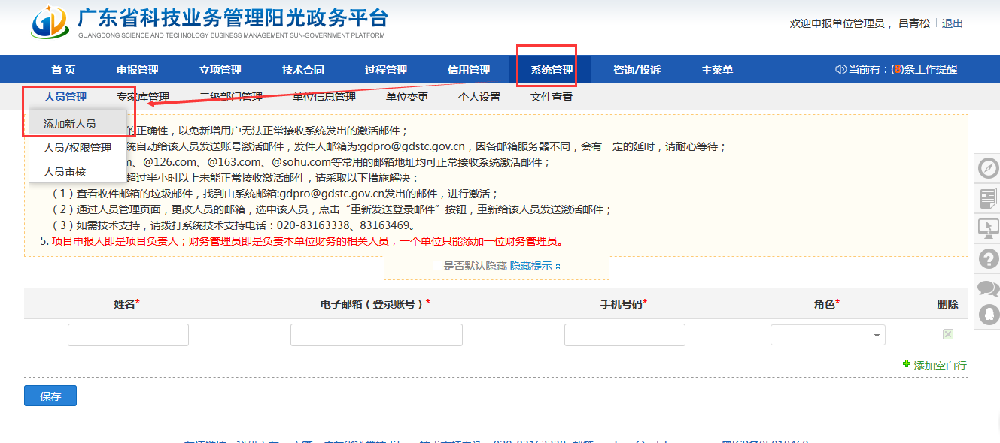 广东省科技业务管理阳光政务平台
GUANGDONG SCIENCE AND TECHNOLOGY BUSINESS MANAGEMENT SUN-GOVERNMENT PLATFORM
欢迎申报单位管理员， 吕青松 退出
首 页 申报管理 立项管理 技术合同 过程管理 信用管理 系统管理 咨询/投诉 主菜单 当前有：(8)条工作提醒
人员管理 专家库管理 二级部门管理 单位信息管理 单位变更 个人设置 文件查看
添加新人员
人员/权限管理
人员审核
的正确性，以免新增用户无法正常接收系统发出的激活邮件；
统自动给该人员发送账号激活邮件，发件人邮箱为:gdpro@gdstc.gov.cn，因各邮箱服务器不同，会有一定的延时，请耐心等待；
、@126.com、@163.com、@sohu.com等常用的邮箱地址均可正常接收系统激活邮件；
超过半小时以上未能正常接收激活邮件，请采取以下措施解决：
（1）查看收件邮箱的垃圾邮件，找到由系统邮箱:gdpro@gdstc.gov.cn发出的邮件，进行激活；
（2）通过人员管理页面，更改人员的邮箱，选中该人员，点击“重新发送登录邮件”按钮，重新给该人员发送激活邮件；
（3）如需技术支持，请拨打系统技术支持电话：020-83163338、83163469。
5. 项目申报人即是项目负责人；财务管理员即是负责本单位财务的相关人员，一个单位只能添加一位财务管理员。
是否默认隐藏 隐藏提示
姓名* 电子邮箱（登录账号）* 手机号码* 角色* 删除
添加空白行
保存